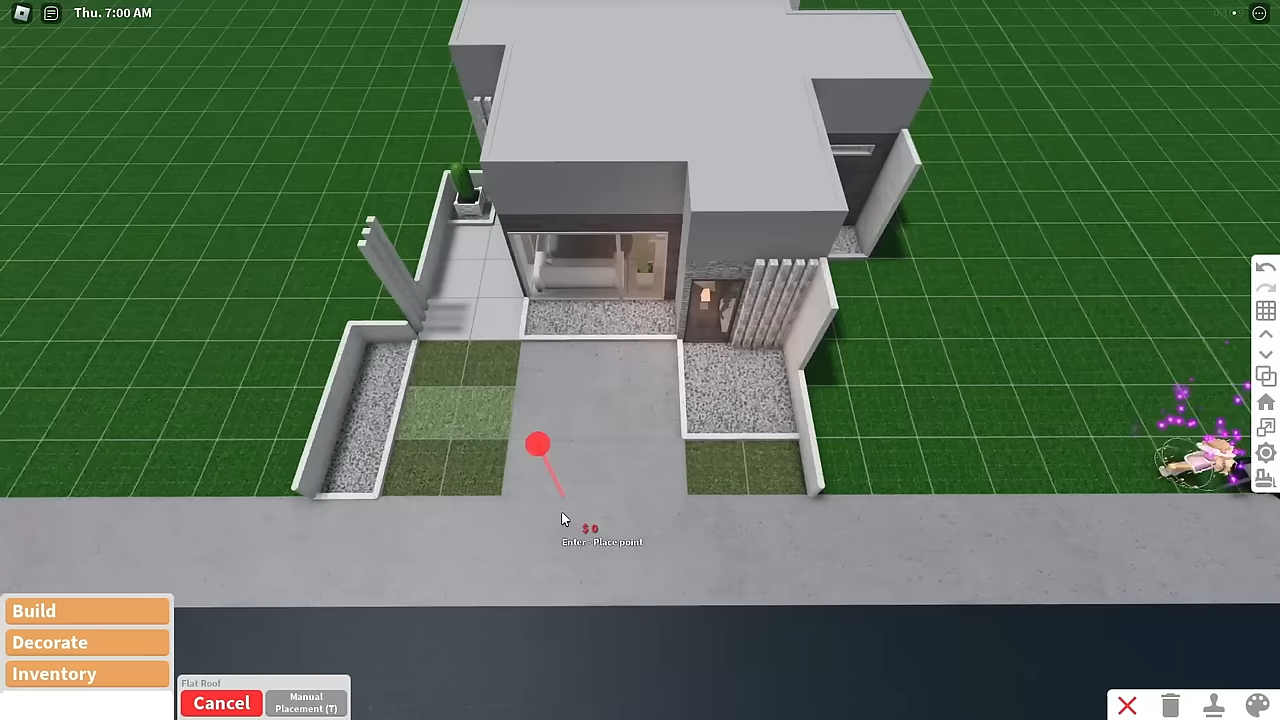 Thu. 7:00 AM
$ 0
Enter - Place point
Build
Decorate
Inventory
Flat Roof
Cancel
Manual
Placement (T)